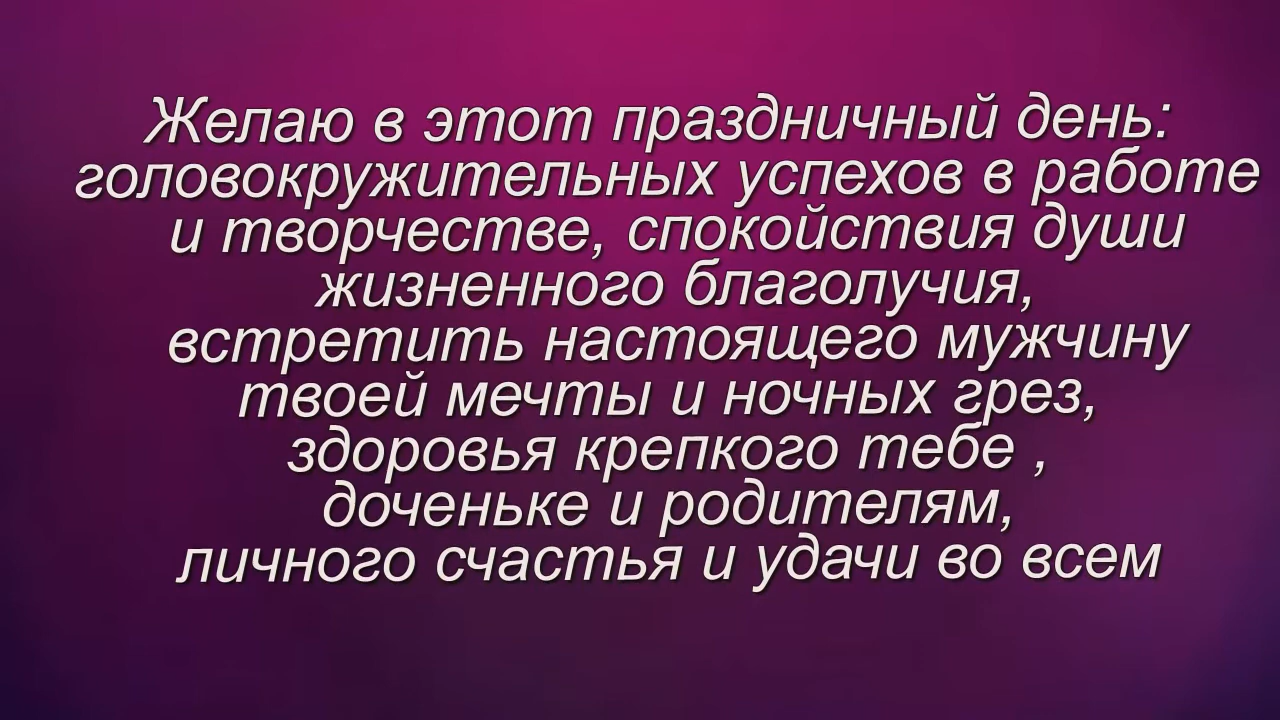 Желаю в этот праздничный день:
головокружительных успехов в работе
и творчестве, спокойствия души
жизненного благолучия,
встретить настоящего мужчину
твоей мечты и ночных грез,
здоровья крепкого тебе ,
доченьке и родителям,
личного счастья и удачи во всем